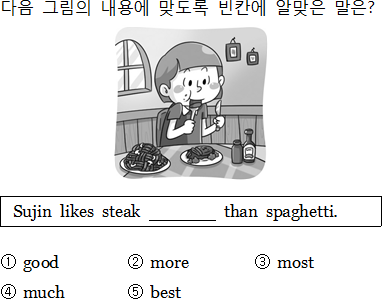 다음 그림의 내용에 맞도록 빈칸에 알맞은 말은?
Sujin likes steak ________ than spaghetti.
① good ② more ③ most
④ much ⑤ best